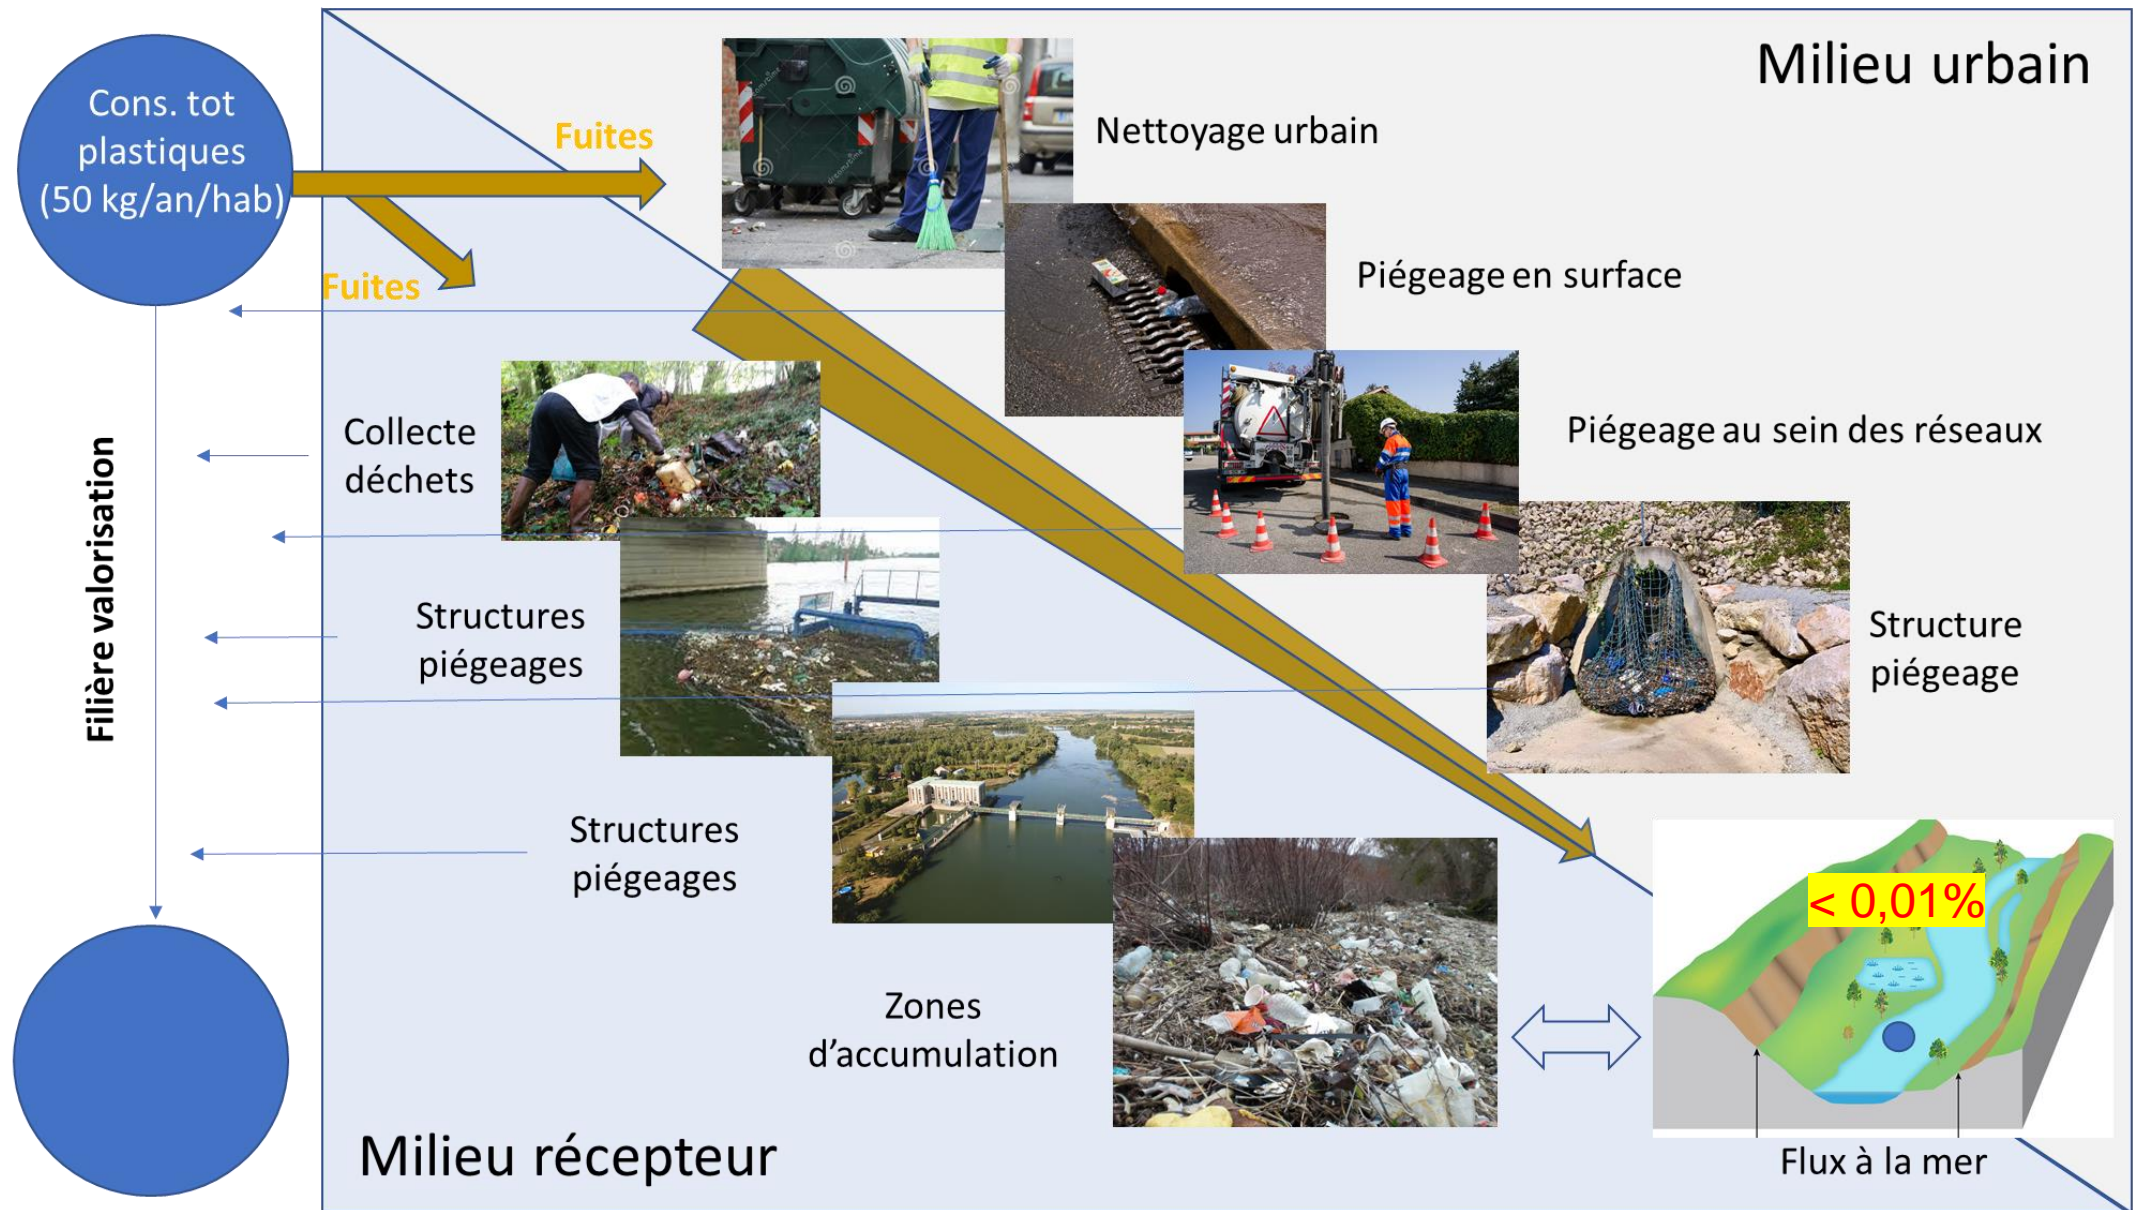 Milieu urbain
Cons. tot
plastiques
(50 kg/an/hab)
Fuites
Nettoyage urbain
Fuites
Piégeage en surface
Collecte
déchets
Piégeage au sein des réseaux
Filière valorisation
Structures
piégeages
Structure
piégeage
Structures
piégeages
< 0,01%
Zones
d’accumulation
Milieu récepteur
Flux à la mer